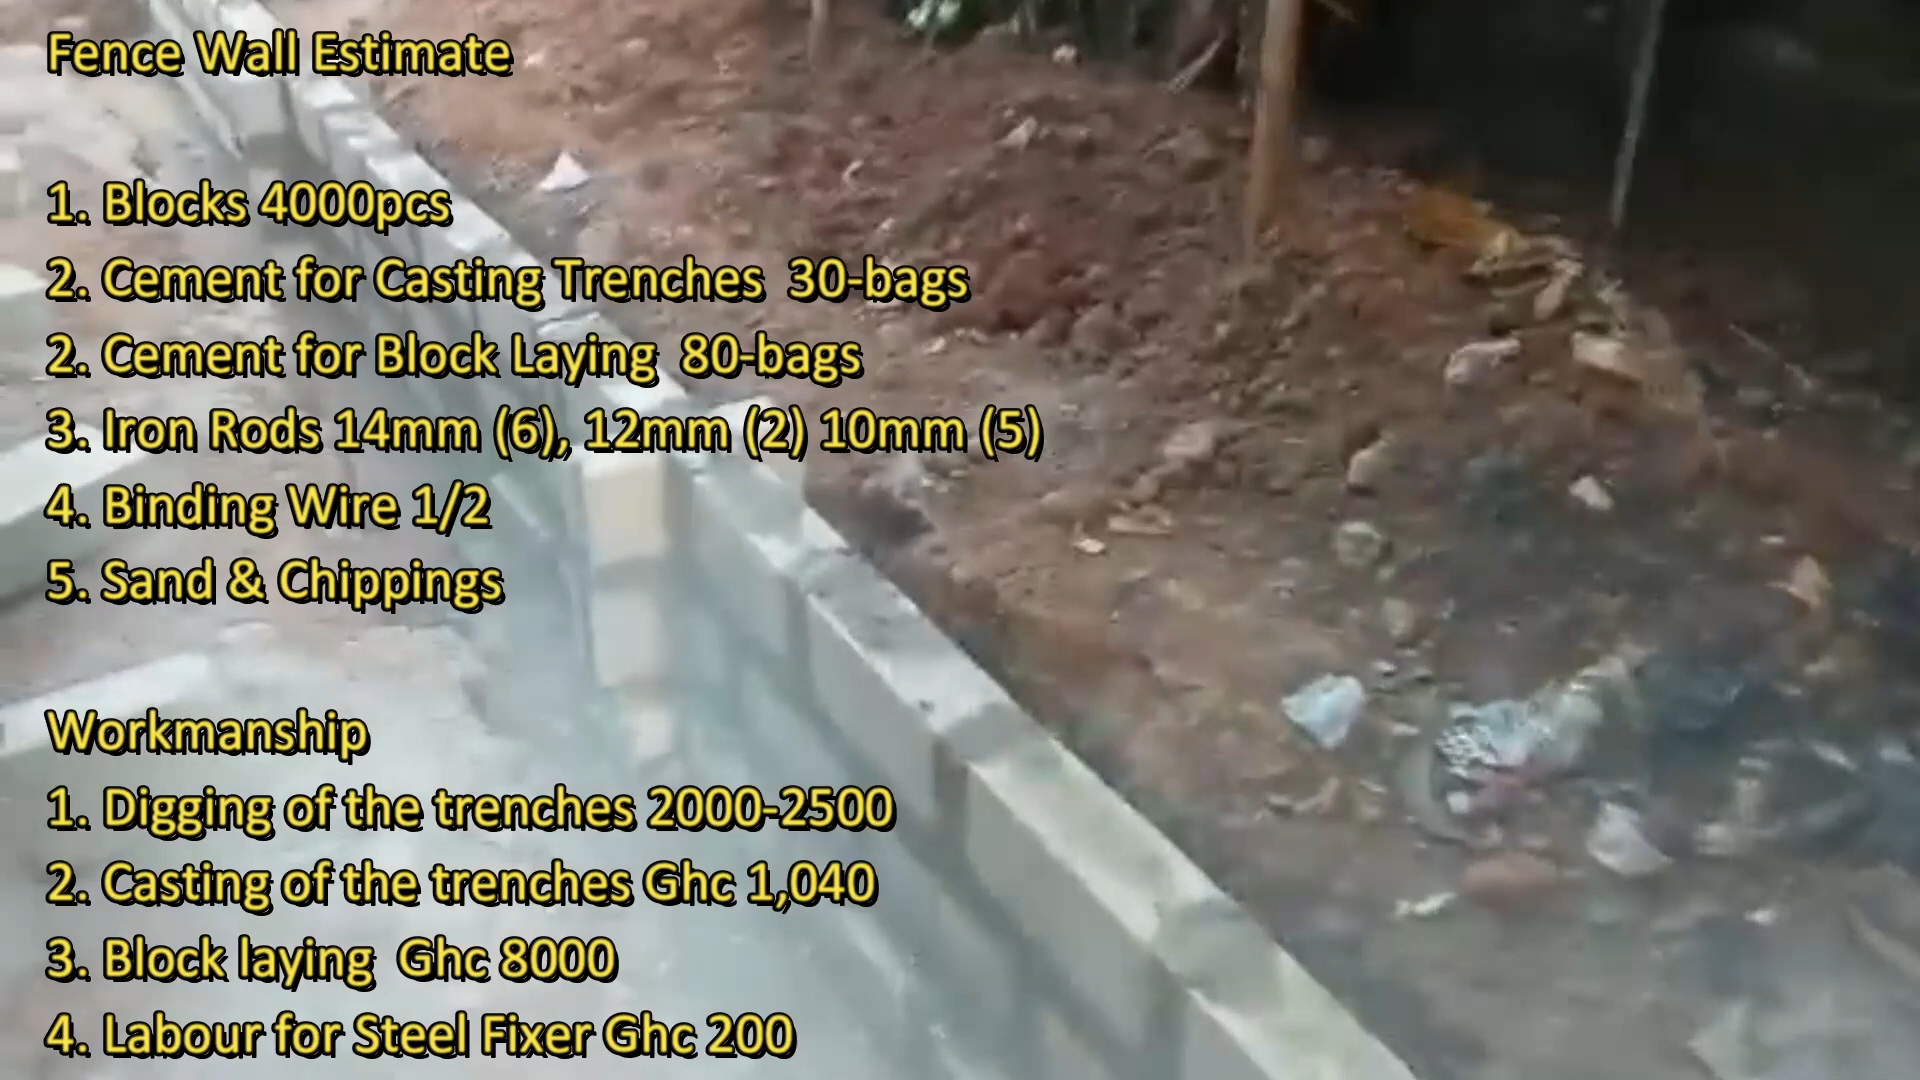 Fence Wall Estimate
1. Blocks 4000pcs
2. Cement for Casting Trenches 30-bags
2. Cement for Block Laying 80-bags
3. Iron Rods 14mm (6), 12mm (2) 10mm (5)
4. Binding Wire 1/2
5. Sand & Chippings
Workmanship
1. Digging of the trenches 2000-2500
2. Casting of the trenches Ghc 1,040
3. Block laying Ghc 8000
4. Labour for Steel Fixer Ghc 200